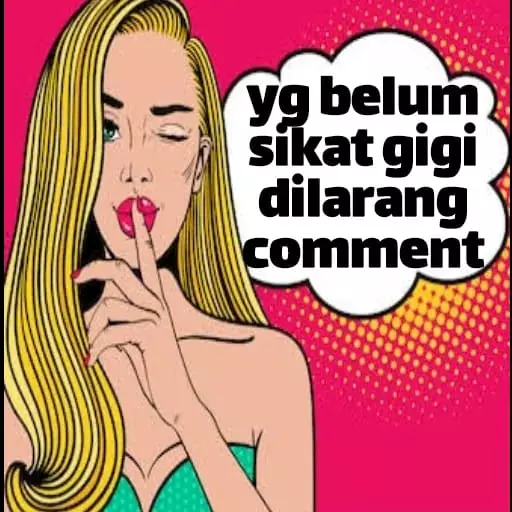 yg belum
sikat gigi
dilarang
comment